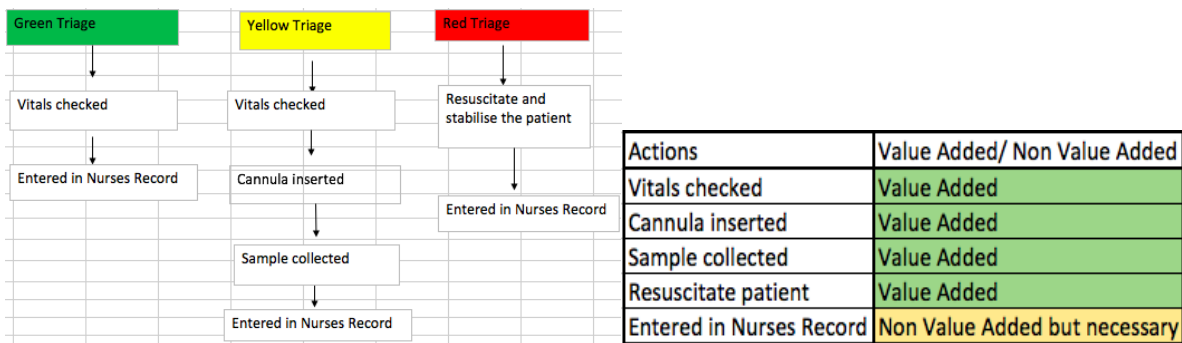 Green Triage
Vitals checked
Entered in Nurses Record
Yellow Triage
Vitals checked
Cannula inserted
Sample collected
Entered in Nurses Record
Red Triage
Resuscitate and
stabilise the patient
Entered in Nurses Record
Actions Value Added/ Non Value Added
Vitals checked Value Added
Cannula inserted Value Added
Sample collected Value Added
Resuscitate patient Value Added
Entered in Nurses Record Non Value Added but necessary